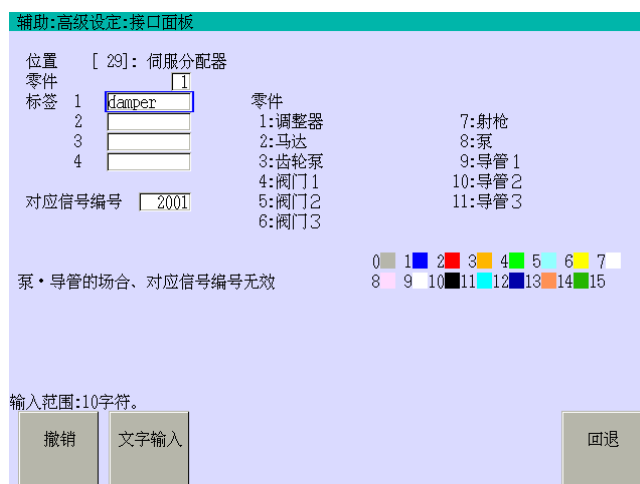 辅助:高级设定:接口面板
位置 [ 29]: 伺服分配器
零件 1
标签 1 damper 零件
2 1:调整器 7:射枪
3 2:马达 8:泵
4 3:齿轮泵 9:导管1
4:阀门1 10:导管2
对应信号编号 2001 5:阀门2 11:导管3
6:阀门3
0 1 2 3 4 5 6 7
泵·导管的场合、对应信号编号无效 8 9 10 11 12 13 14 15
输入范围:10字符。
撤销 文字输入 回退